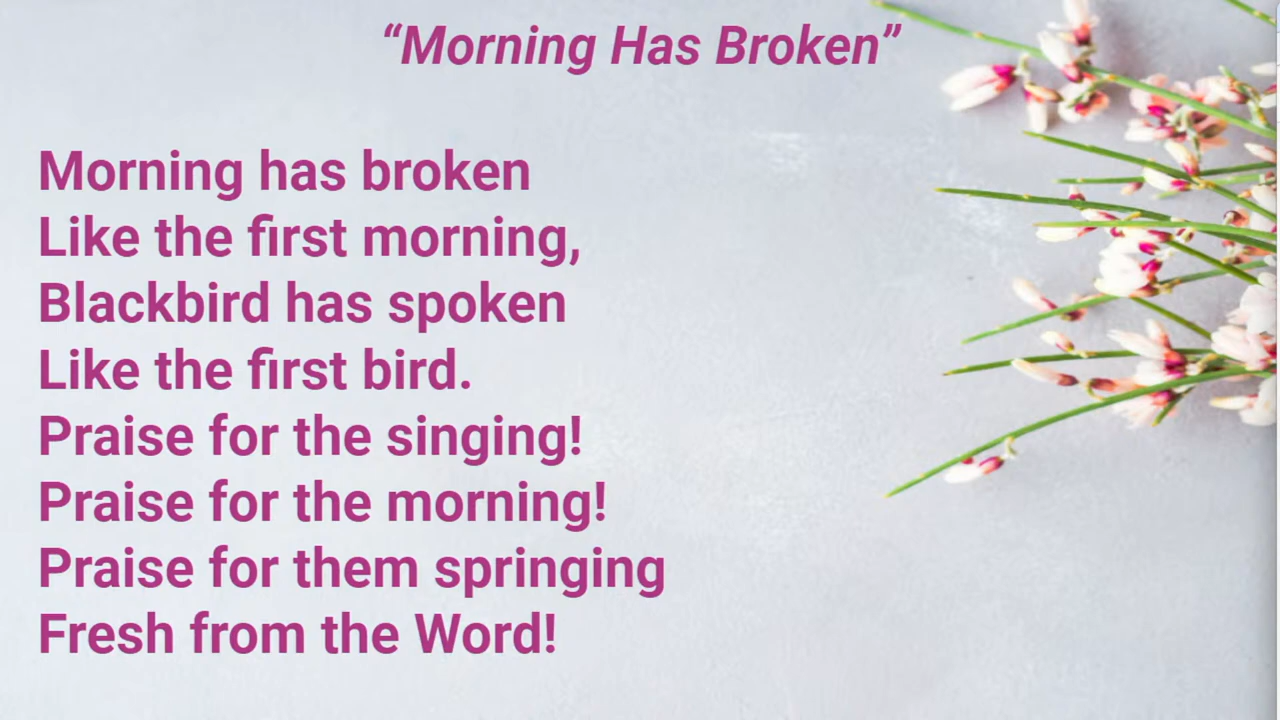 “Morning Has Broken”
Morning has broken
Like the first morning,
Blackbird has spoken
Like the first bird.
Praise for the singing!
Praise for the morning!
Praise for them springing
Fresh from the Word!